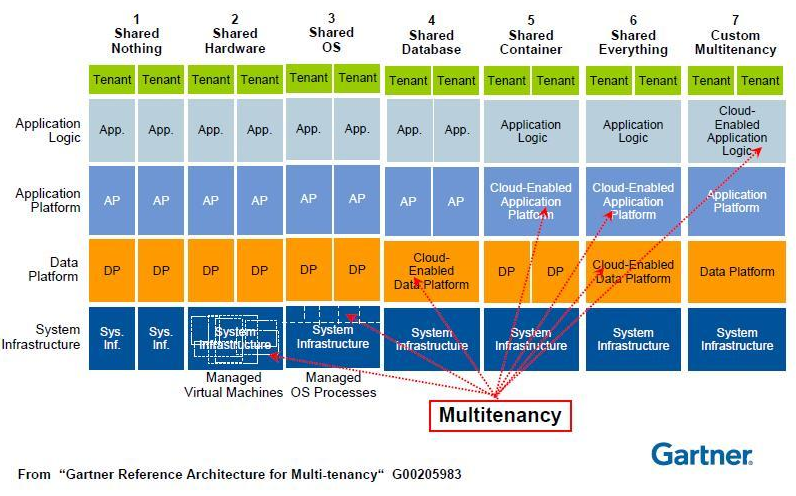 1
Shared
Nothing
2
Shared
Hardware
3
Shared
OS
4
Shared
Database
5
Shared
Container
6
Shared
Everything
7
Custom
Multitenancy
Tenant Tenant Tenant Tenant Tenant Tenant Tenant Tenant Tenant Tenant Tenant Tenant Tenant Tenant
Application
Logic
App. App. App. App. App. App. App. App.
Application
Logic
Application
Logic
Cloud-
Enabled
Application
Logic
Application
Platform
AP AP AP AP AP AP AP AP
Cloud-Enabled
Application
Platform
Cloud-Enabled
Application
Platform
Application
Platform
Data
Platform
DP DP DP DP DP DP
Cloud-
Enabled
Data Platform
DP DP
Cloud-Enabled
Data Platform
Data Platform
System
Infrastructure
Sys.
Inf.
Sys.
Inf.
System
Infrastructure
System
Infrastructure
System
Infrastructure
System
Infrastructure
System
Infrastructure
System
Infrastructure
Managed
Virtual Machines
Managed
OS Processes
Multitenancy
Gartner.
From "Gartner Reference Architecture for Multi-tenancy" G00205983